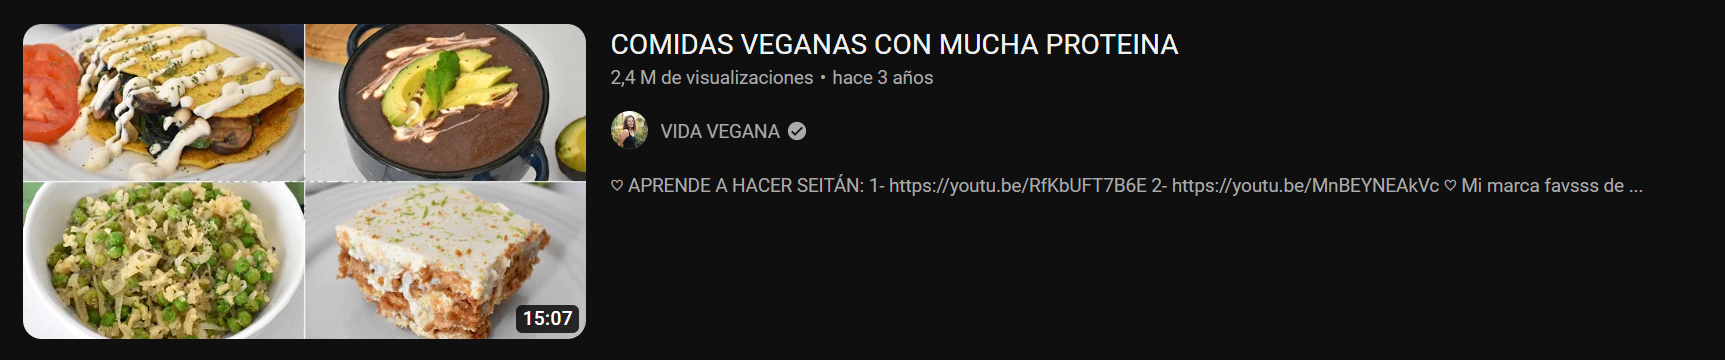 COMIDAS VEGANAS CON MUCHA PROTEINA
2,4 M de visualizaciones • hace 3 años
VIDA VEGANA
♡ APRENDE A HACER SEITÁN: 1- https://youtu.be/RfKbUFT7B6E 2- https://youtu.be/MnBEYNEAkVc ♡ Mi marca favsss de ...
15:07